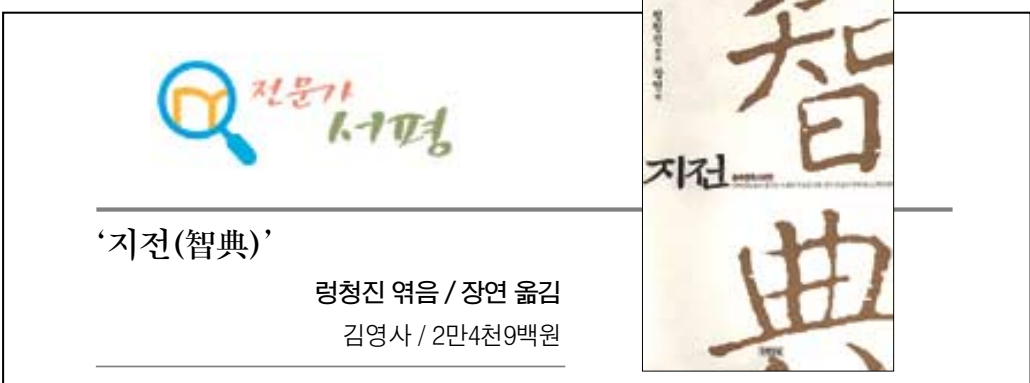 전문가
서평
‘지전(智典)’
렁청진 엮음 / 장연 옮김
김영사 / 2만4천9백원
智
지전
典